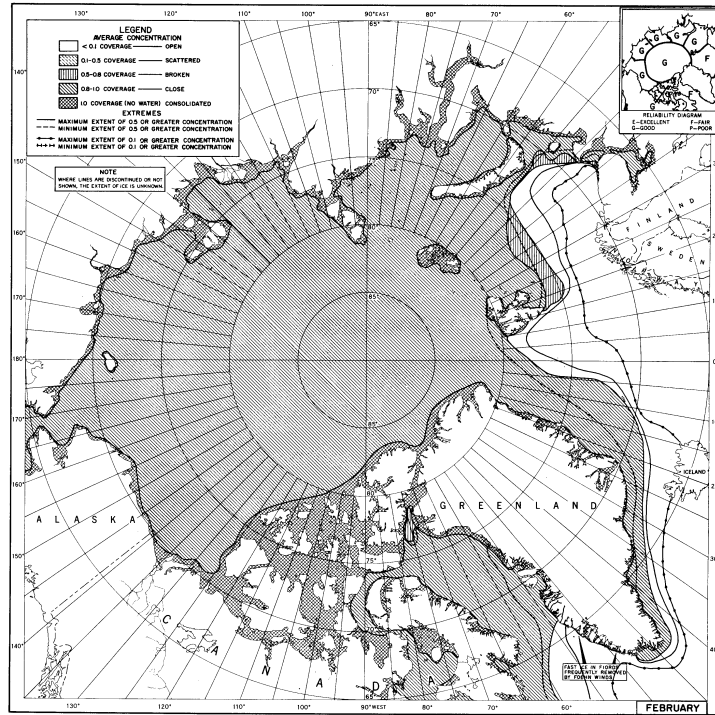 LEGEND
AVERAGE CONCENTRATION
< 0.1 COVERAGE OPEN
0.1-0.5 COVERAGE SCATTERED
0.5-0.8 COVERAGE BROKEN
0.8-1.0 COVERAGE CLOSE
1.0 COVERAGE (NO WATER) CONSOLIDATED
EXTREMES
MAXIMUM EXTENT OF 0.5 OR GREATER CONCENTRATION
MINIMUM EXTENT OF 0.5 OR GREATER CONCENTRATION
MAXIMUM EXTENT OF 0.1 OR GREATER CONCENTRATION
MINIMUM EXTENT OF 0.1 OR GREATER CONCENTRATION
NOTE
WHERE LINES ARE DISCONTINUED OR NOT
SHOWN, THE EXTENT OF ICE IS UNKNOWN.
130° 120° 110° 100° 90° EAST 80° 70° 60°
RELIABILITY DIAGRAM
E-EXCELLENT F-FAIR
G-GOOD P-POOR
140°
150°
160°
170°
180°
170°
160°
150°
140°
65°
70°
80°
85°
85°
80°
75°
70°
65°
FINLAND
SWEDEN
NORWAY
ICELAND
GREENLAND
ALASKA
CANADA
FAST ICE IN FIORDS
FREQUENTLY REMOVED
BY FOEHN WINDS
130° 120° 110° 100° 90° WEST 80° 70° 60°
FEBRUARY